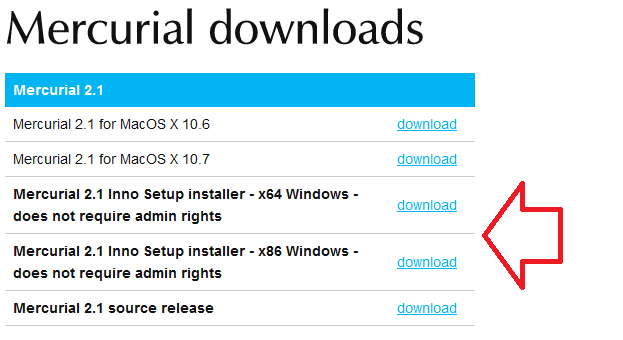 Mercurial downloads
Mercurial 2.1
Mercurial 2.1 for MacOS X 10.6 download
Mercurial 2.1 for MacOS X 10.7 download
Mercurial 2.1 Inno Setup installer - x64 Windows -
does not require admin rights download
Mercurial 2.1 Inno Setup installer - x86 Windows -
does not require admin rights download
Mercurial 2.1 source release download